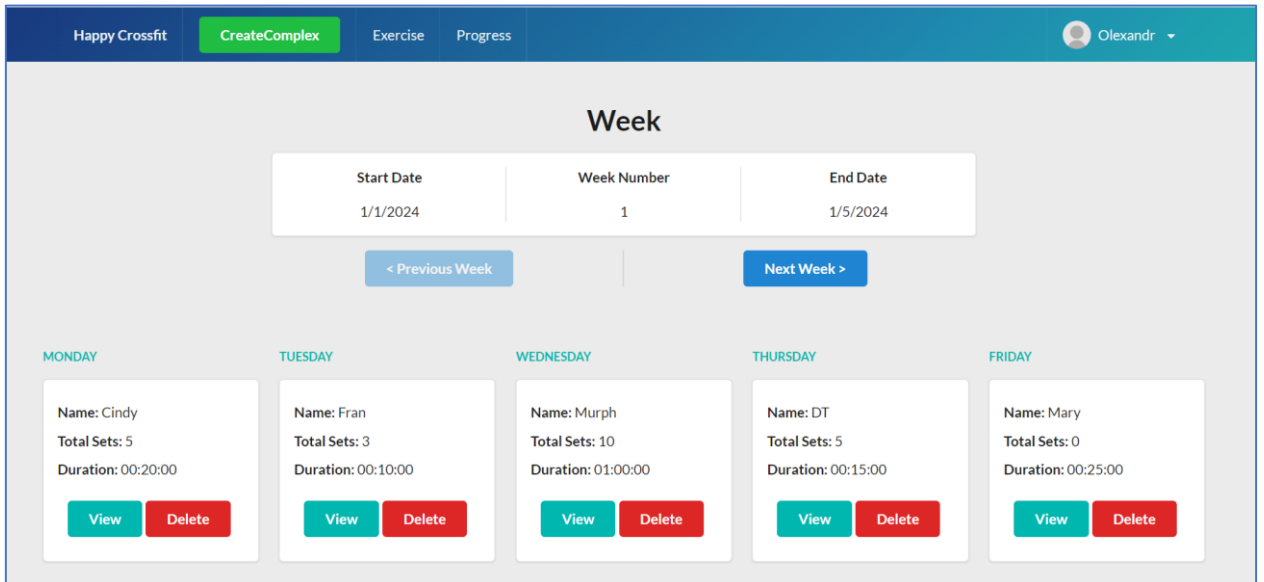 Happy Crossfit CreateComplex Exercise Progress Olexandr
Week
Start Date Week Number End Date
1/1/2024 1 1/5/2024
< Previous Week Next Week >
MONDAY TUESDAY WEDNESDAY THURSDAY FRIDAY
Name: Cindy Name: Fran Name: Murph Name: DT Name: Mary
Total Sets: 5 Total Sets: 3 Total Sets: 10 Total Sets: 5 Total Sets: 0
Duration: 00:20:00 Duration: 00:10:00 Duration: 01:00:00 Duration: 00:15:00 Duration: 00:25:00
View Delete View Delete View Delete View Delete View Delete